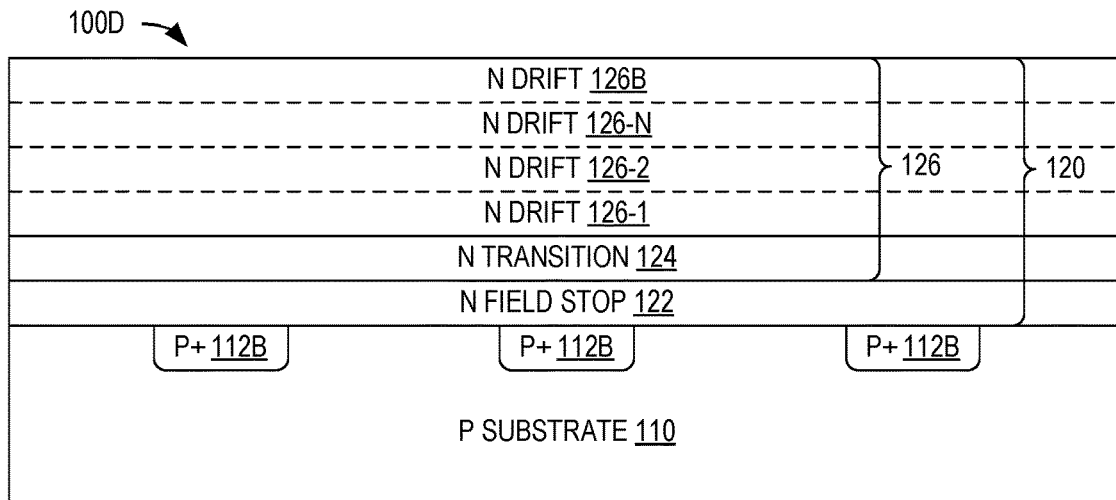 100D
N DRIFT 126B
N DRIFT 126-N
N DRIFT 126-2
N DRIFT 126-1
126
120
N TRANSITION 124
N FIELD STOP 122
P+ 112B
P+ 112B
P+ 112B
P SUBSTRATE 110